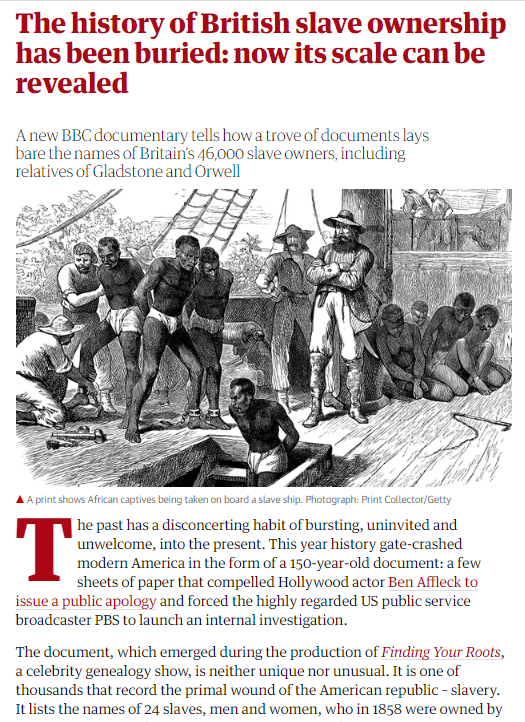 The history of British slave ownership
has been buried: now its scale can be
revealed
A new BBC documentary tells how a trove of documents lays
bare the names of Britain's 46,000 slave owners, including
relatives of Gladstone and Orwell
▲ A print shows African captives being taken on board a slave ship. Photograph: Print Collector/Getty
The past has a disconcerting habit of bursting, uninvited and
unwelcome, into the present. This year history gate-crashed
modern America in the form of a 150-year-old document: a few
sheets of paper that compelled Hollywood actor Ben Affleck to
issue a public apology and forced the highly regarded US public service
broadcaster PBS to launch an internal investigation.
The document, which emerged during the production of Finding Your Roots,
a celebrity genealogy show, is neither unique nor unusual. It is one of
thousands that record the primal wound of the American republic – slavery.
It lists the names of 24 slaves, men and women, who in 1858 were owned by